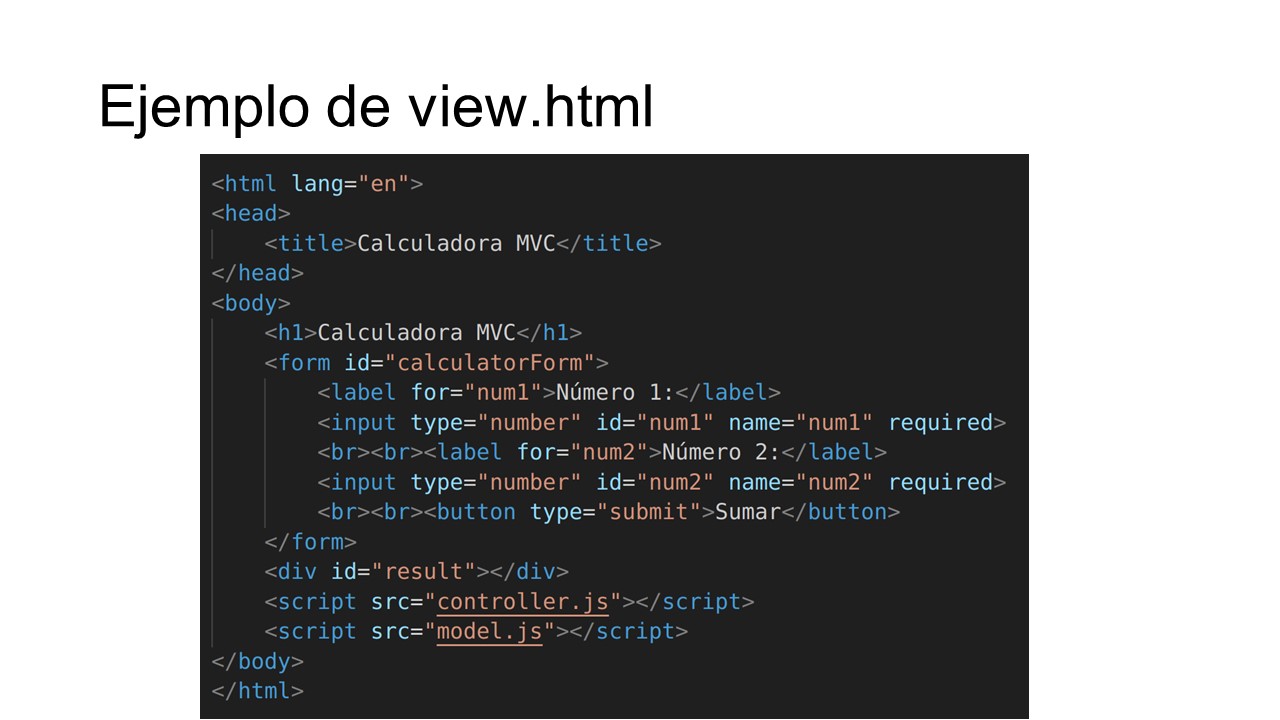 Ejemplo de view.html
<html lang="en">
<head>
    <title>Calculadora MVC</title>
</head>
<body>
    <h1>Calculadora MVC</h1>
    <form id="calculatorForm">
        <label for="num1">Número 1:</label>
        <input type="number" id="num1" name="num1" required>
        <br><br><label for="num2">Número 2:</label>
        <input type="number" id="num2" name="num2" required>
        <br><br><button type="submit">Sumar</button>
    </form>
    <div id="result"></div>
    <script src="controller.js"></script>
    <script src="model.js"></script>
</body>
</html>